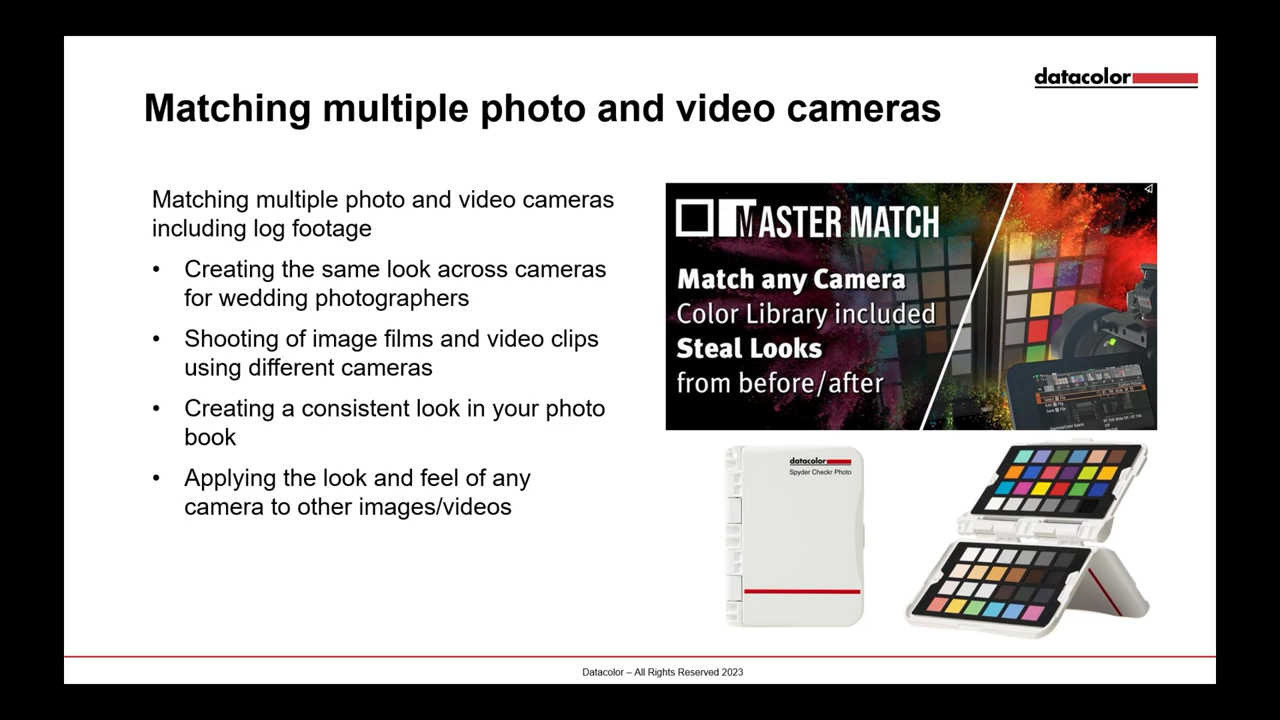 datacolor
Matching multiple photo and video cameras
Matching multiple photo and video cameras
including log footage
• Creating the same look across cameras
for wedding photographers
• Shooting of image films and video clips
using different cameras
• Creating a consistent look in your photo
book
• Applying the look and feel of any
camera to other images/videos
MASTER MATCH
Match any Camera
Color Library included
Steal Looks
from before/after
datacolor
Spyder Checkr Photo
Datacolor – All Rights Reserved 2023